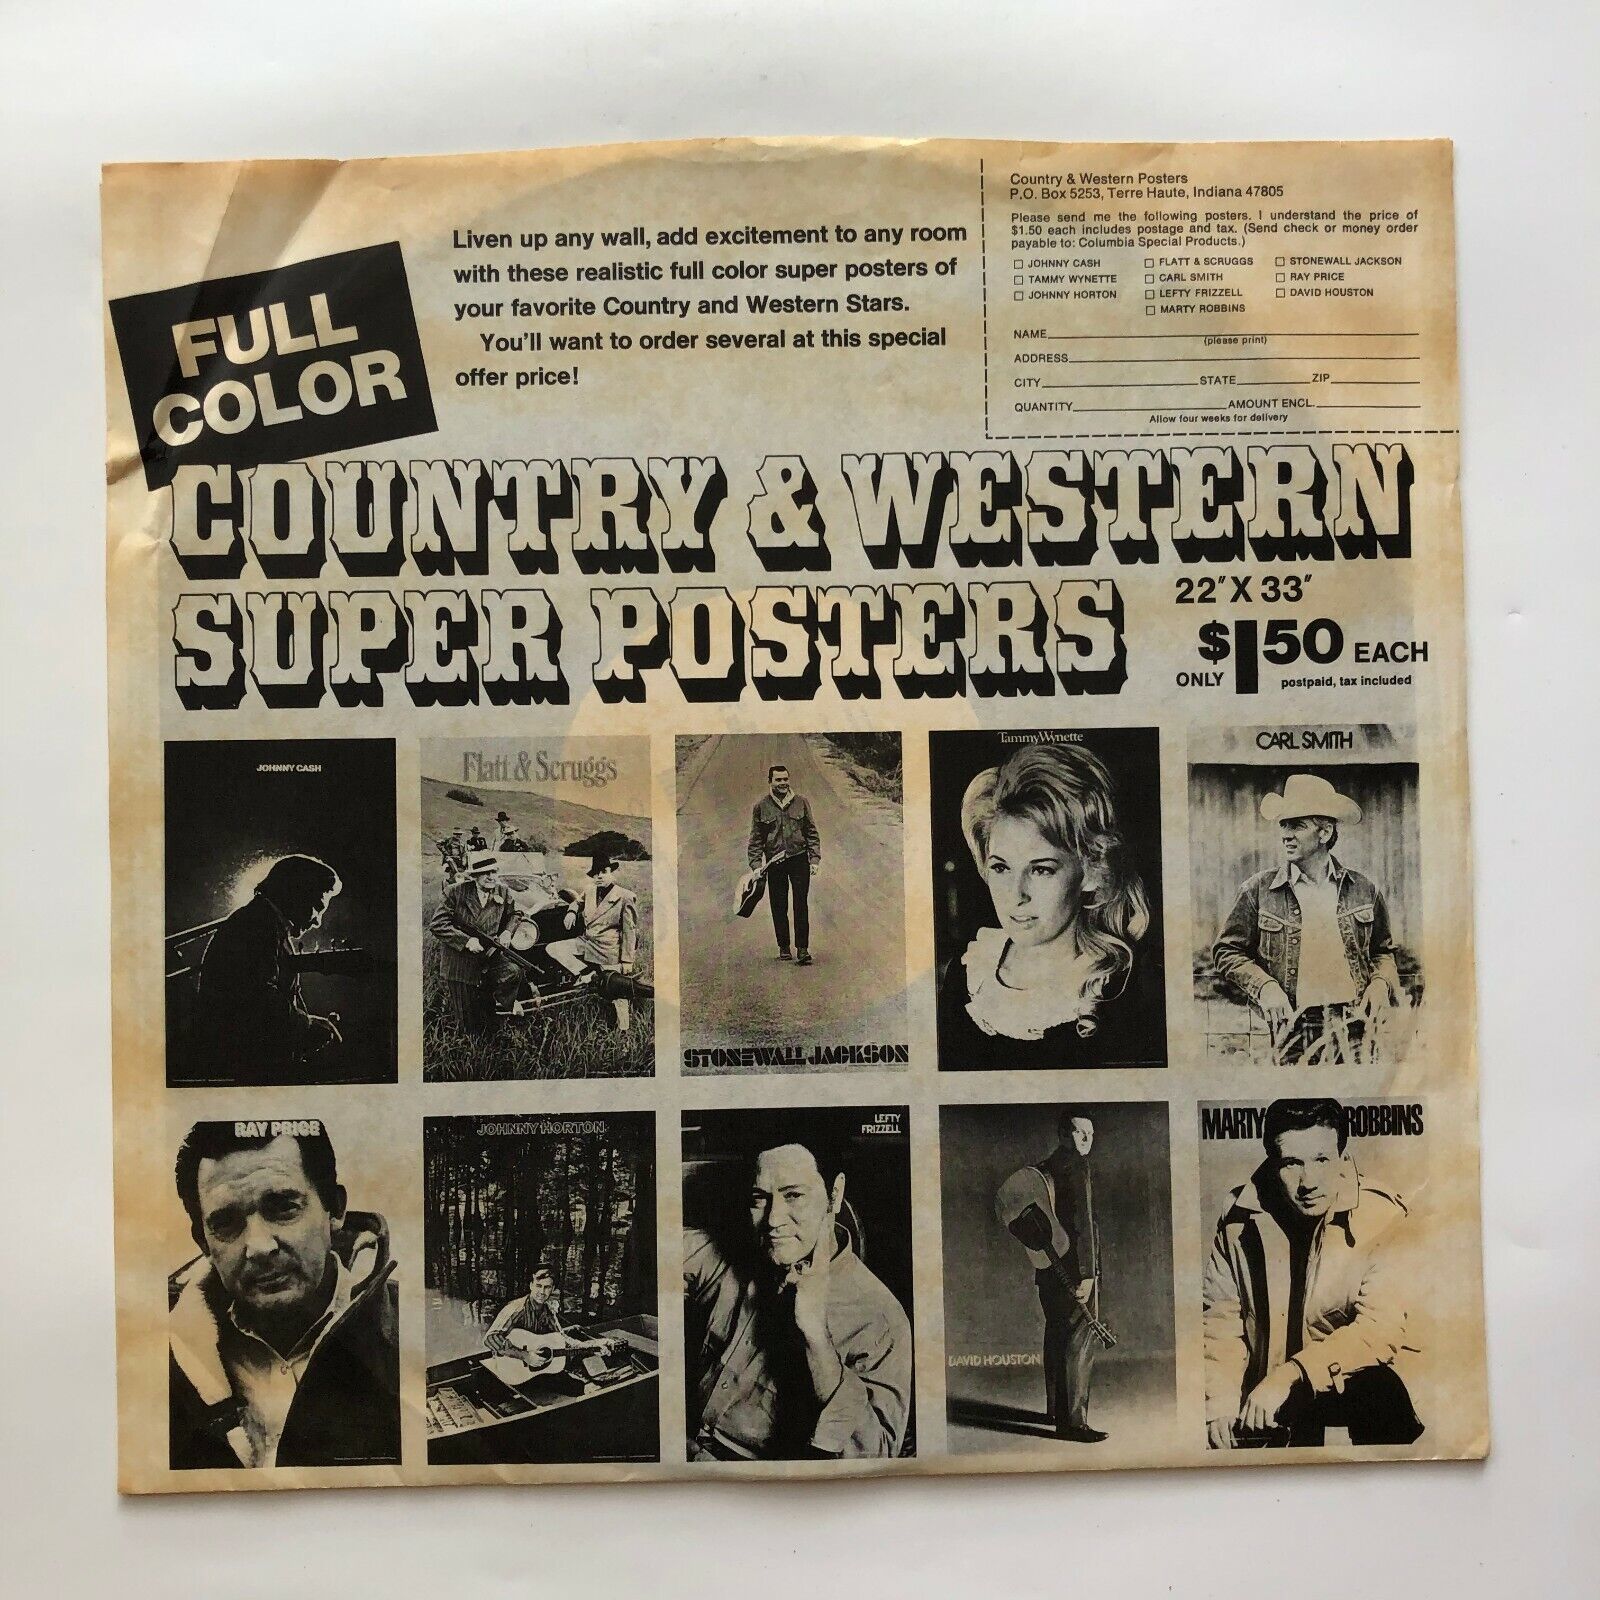 FULL
COLOR
Liven up any wall, add excitement to any room
with these realistic full color super posters of
your favorite Country and Western Stars.
You'll want to order several at this special
offer price!
Country & Western Posters
P.O. Box 5253, Terre Haute, Indiana 47805
Please send me the following posters. I understand the price of
$1.50 each includes postage and tax. (Send check or money order
payable to: Columbia Special Products.)
JOHNNY CASH FLATT & SCRUGGS STONEWALL JACKSON
TAMMY WYNETTE CARL SMITH RAY PRICE
JOHNNY HORTON LEFTY FRIZZELL DAVID HOUSTON
MARTY ROBBINS
NAME
(please print)
ADDRESS
CITY STATE ZIP
QUANTITY AMOUNT ENCL.
Allow four weeks for delivery
COUNTRY & WESTERN
SUPER POSTERS
22" X 33"
ONLY $1.50 EACH
postpaid, tax included
JOHNNY CASH
Flatt & Scruggs
STONEWALL JACKSON
Tammy Wynette
CARL SMITH
RAY PRICE
JOHNNY HORTON
LEFTY
FRIZZELL
DAVID HOUSTON
MARTY ROBBINS